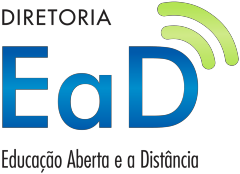 DIRETORIA
EaD
Educação Aberta e a Distância